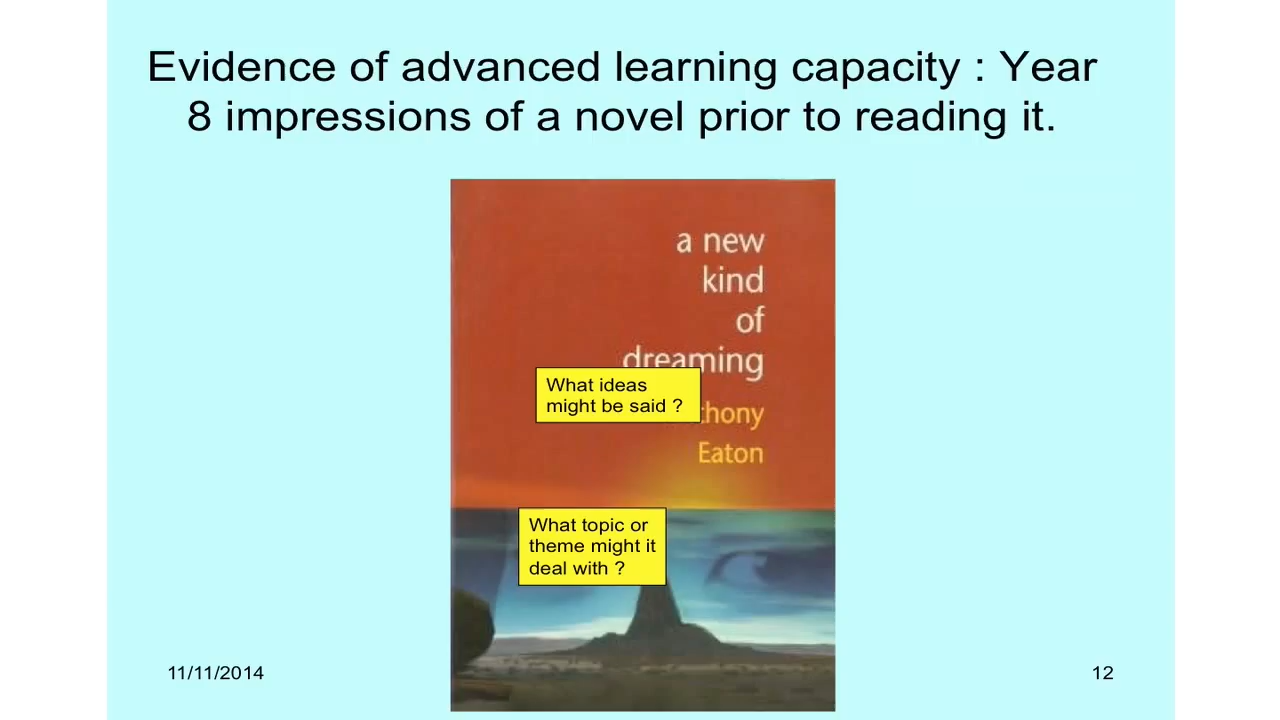 Evidence of advanced learning capacity : Year
8 impressions of a novel prior to reading it.
a new
kind
of
dreaming
What ideas
might be said ?
thony
Eaton
What topic or
theme might it
deal with ?
11/11/2014
12